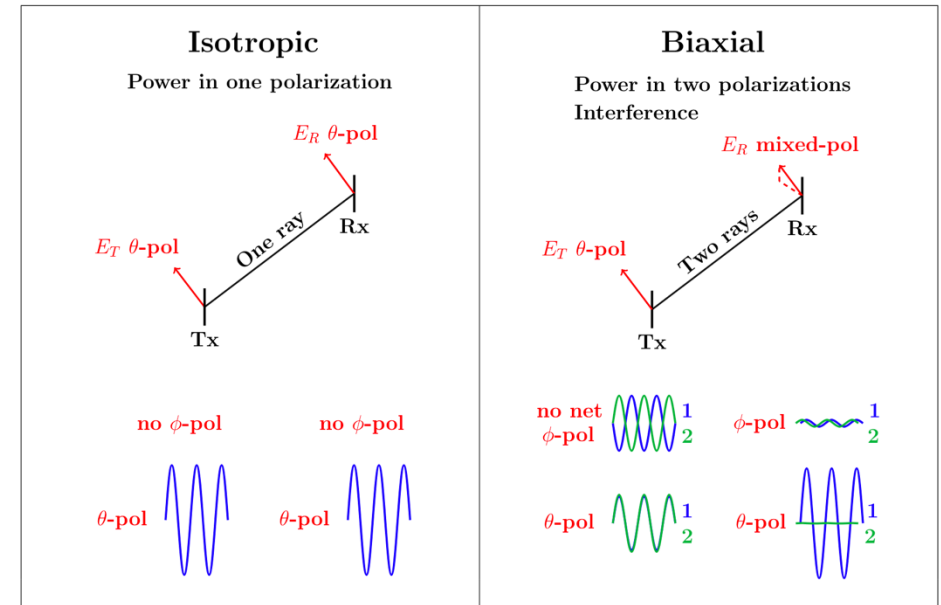 Isotropic
Power in one polarization
E_R θ-pol
One ray
Rx
E_T θ-pol
Tx
no ϕ-pol
no ϕ-pol
θ-pol
θ-pol
Biaxial
Power in two polarizations
Interference
E_R mixed-pol
Two rays
Rx
E_T θ-pol
Tx
no net
ϕ-pol
1
2
ϕ-pol
1
2
θ-pol
1
2
θ-pol
1
2